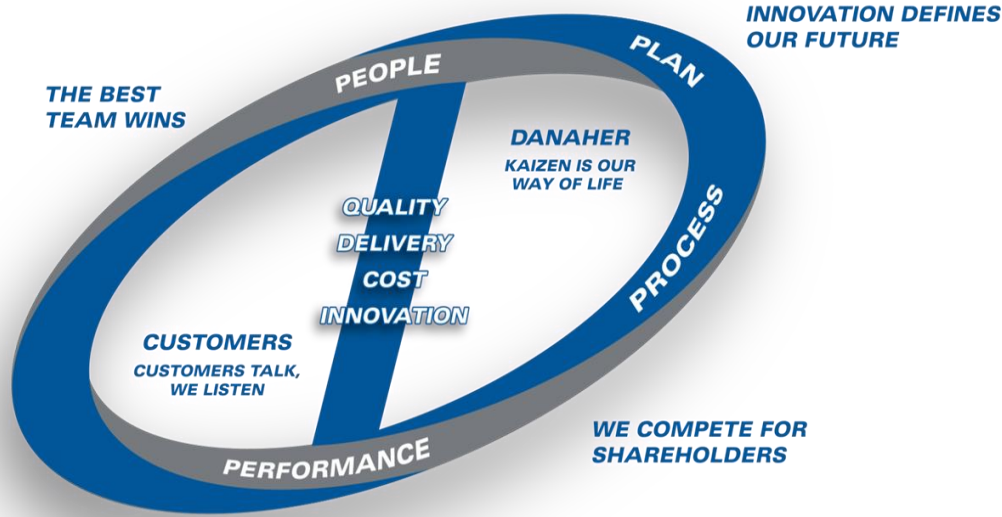 INNOVATION DEFINES
OUR FUTURE
PLAN
PEOPLE
THE BEST
TEAM WINS
DANAHER
KAIZEN IS OUR
WAY OF LIFE
QUALITY
DELIVERY
COST
INNOVATION
PROCESS
CUSTOMERS
CUSTOMERS TALK,
WE LISTEN
WE COMPETE FOR
SHAREHOLDERS
PERFORMANCE